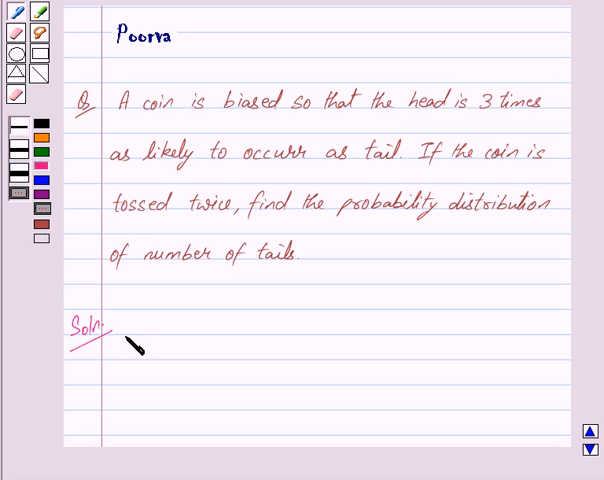 Poorva
Q A coin is biased so that the head is 3 times
as likely to occurr as tail. If the coin is
tossed twice, find the probability distribution
of number of tails.
Soln: